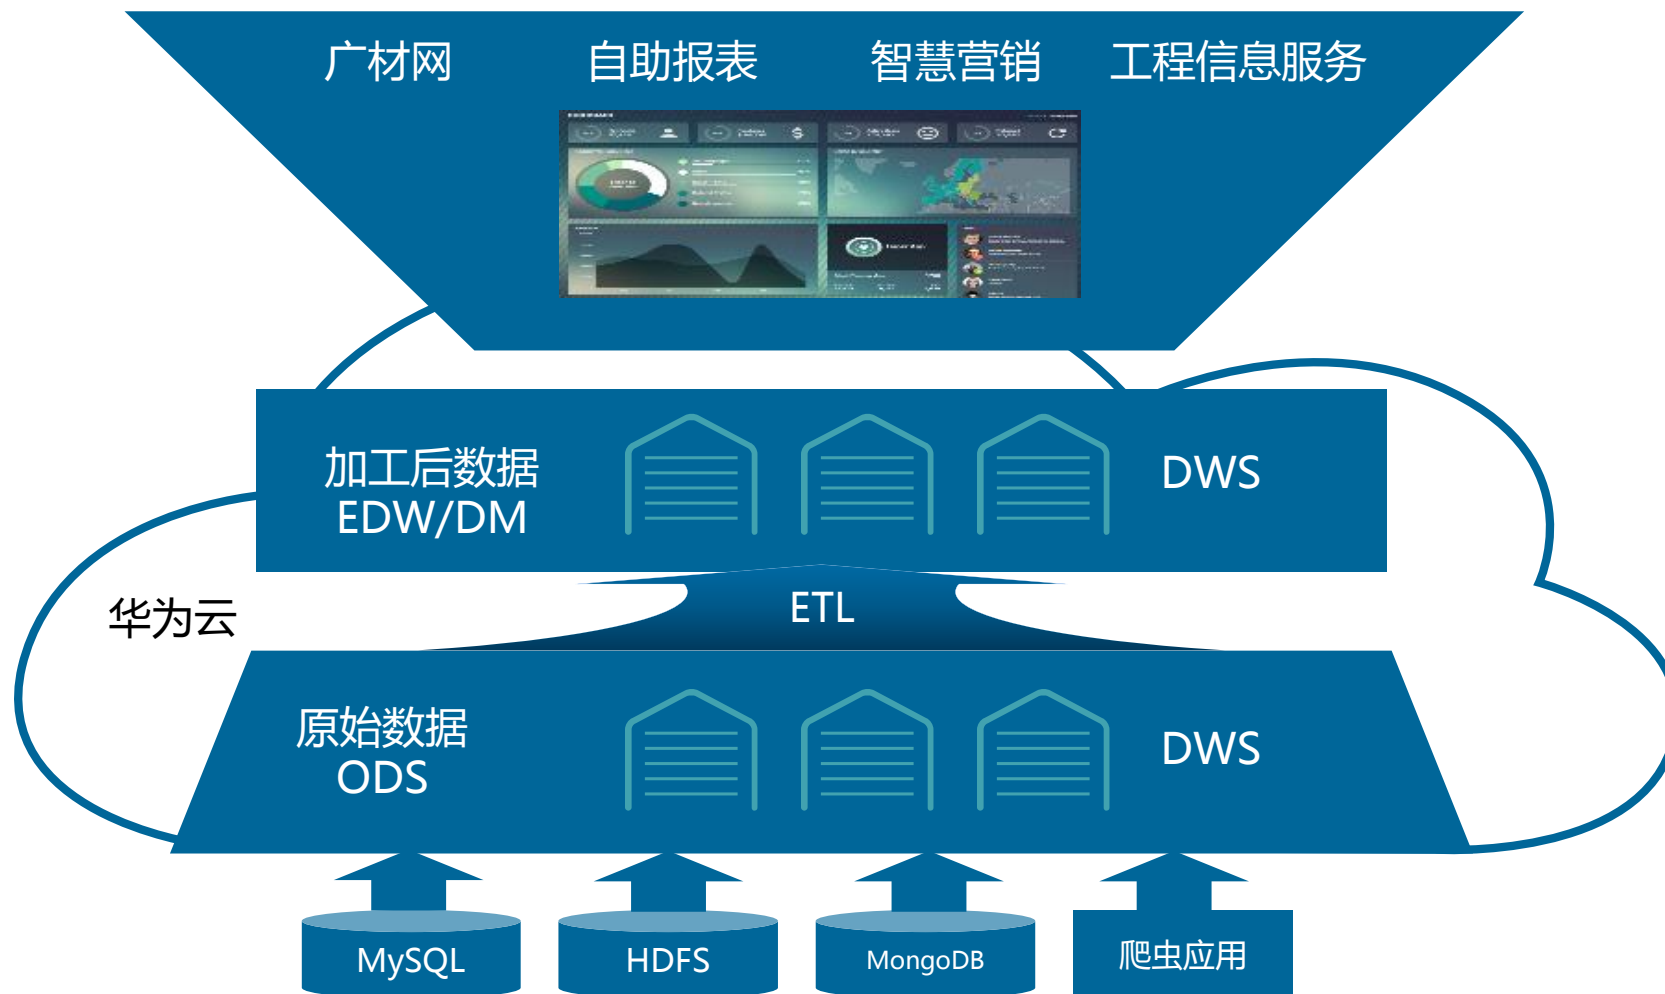 广材网 自助报表 智慧营销 工程信息服务
加工后数据
EDW/DM
DWS
ETL
华为云
原始数据
ODS
DWS
MySQL HDFS MongoDB 爬虫应用